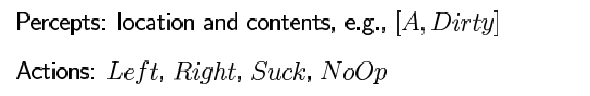 Percepts: location and contents, e.g., [A, Dirty]
Actions: Left, Right, Suck, NoOp